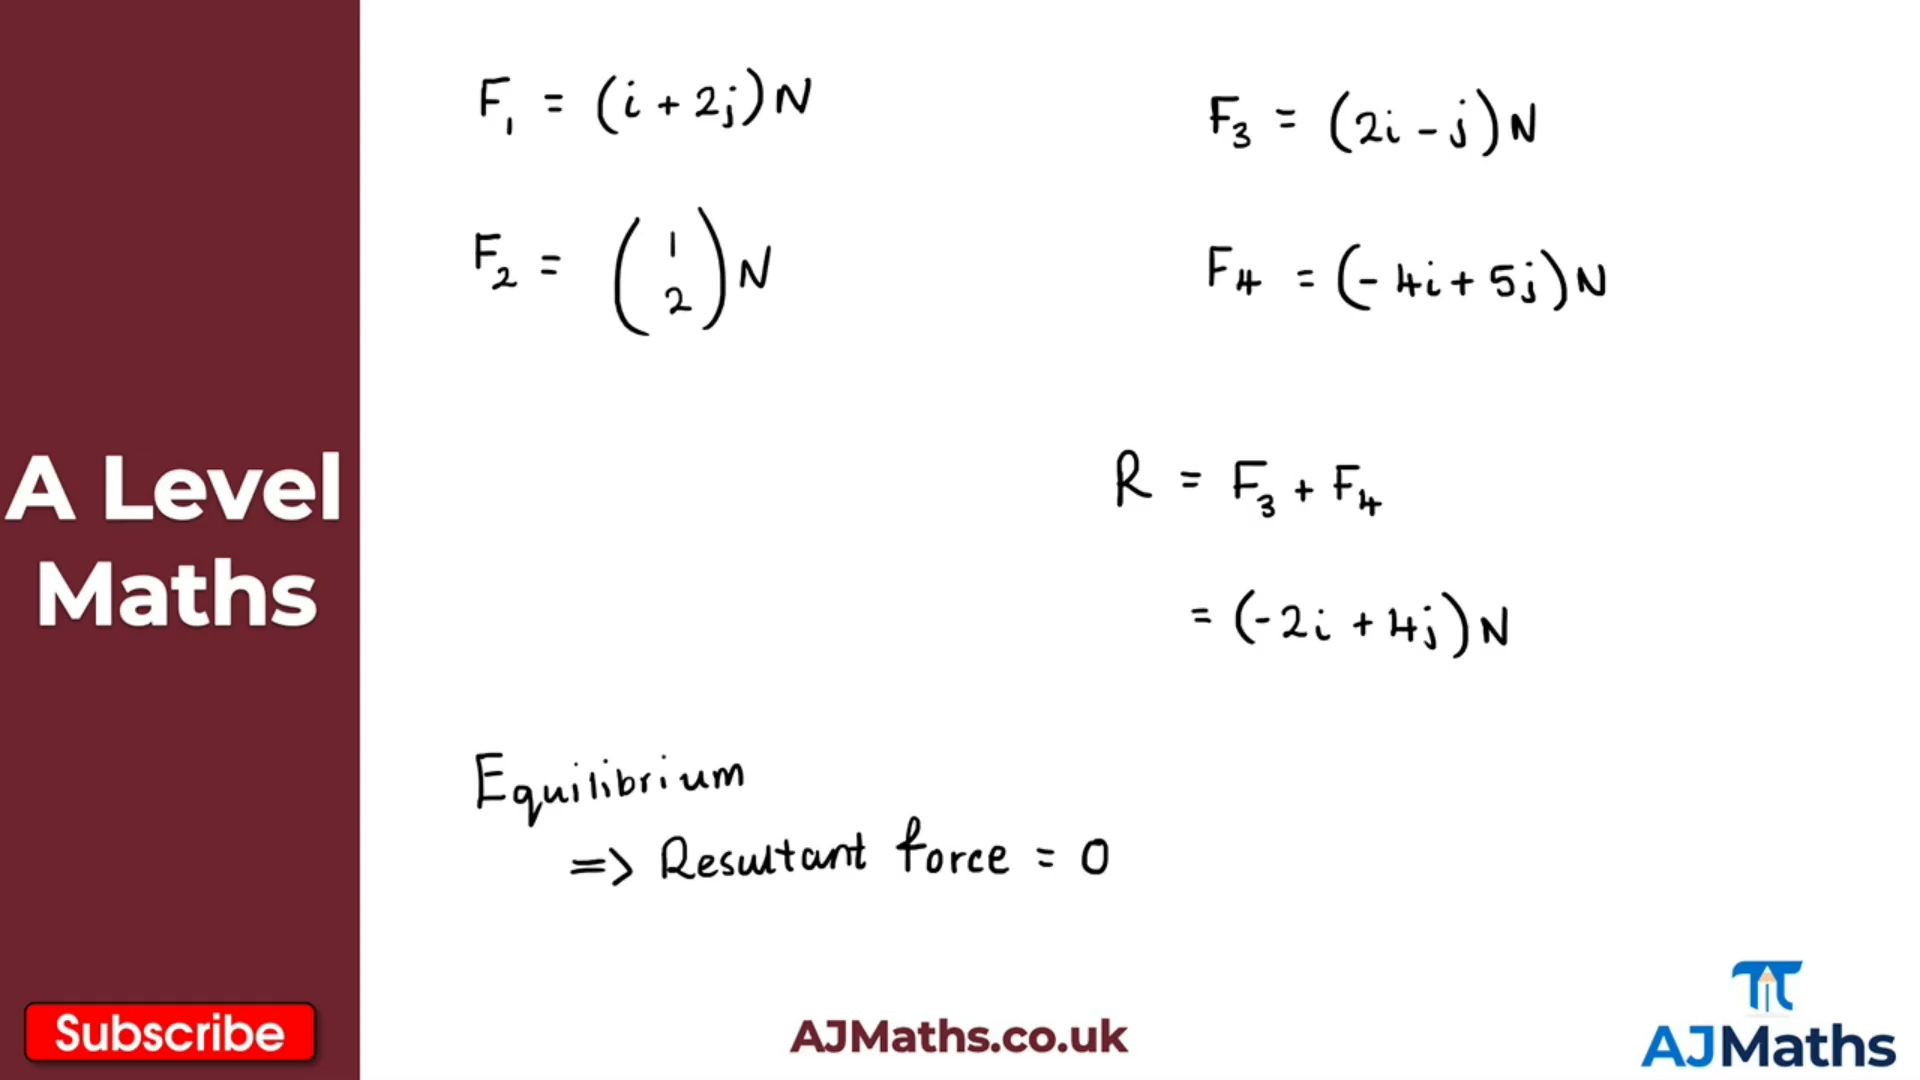 A Level
Maths
Subscribe
F₁ = (i + 2j) N
F₂ = (1
2) N
F₃ = (2i - j) N
F₄ = (- 4i + 5j) N
R = F₃ + F₄
= (-2i + 4j) N
Equilibrium
=> Resultant force = 0
AJMaths.co.uk
AJMaths